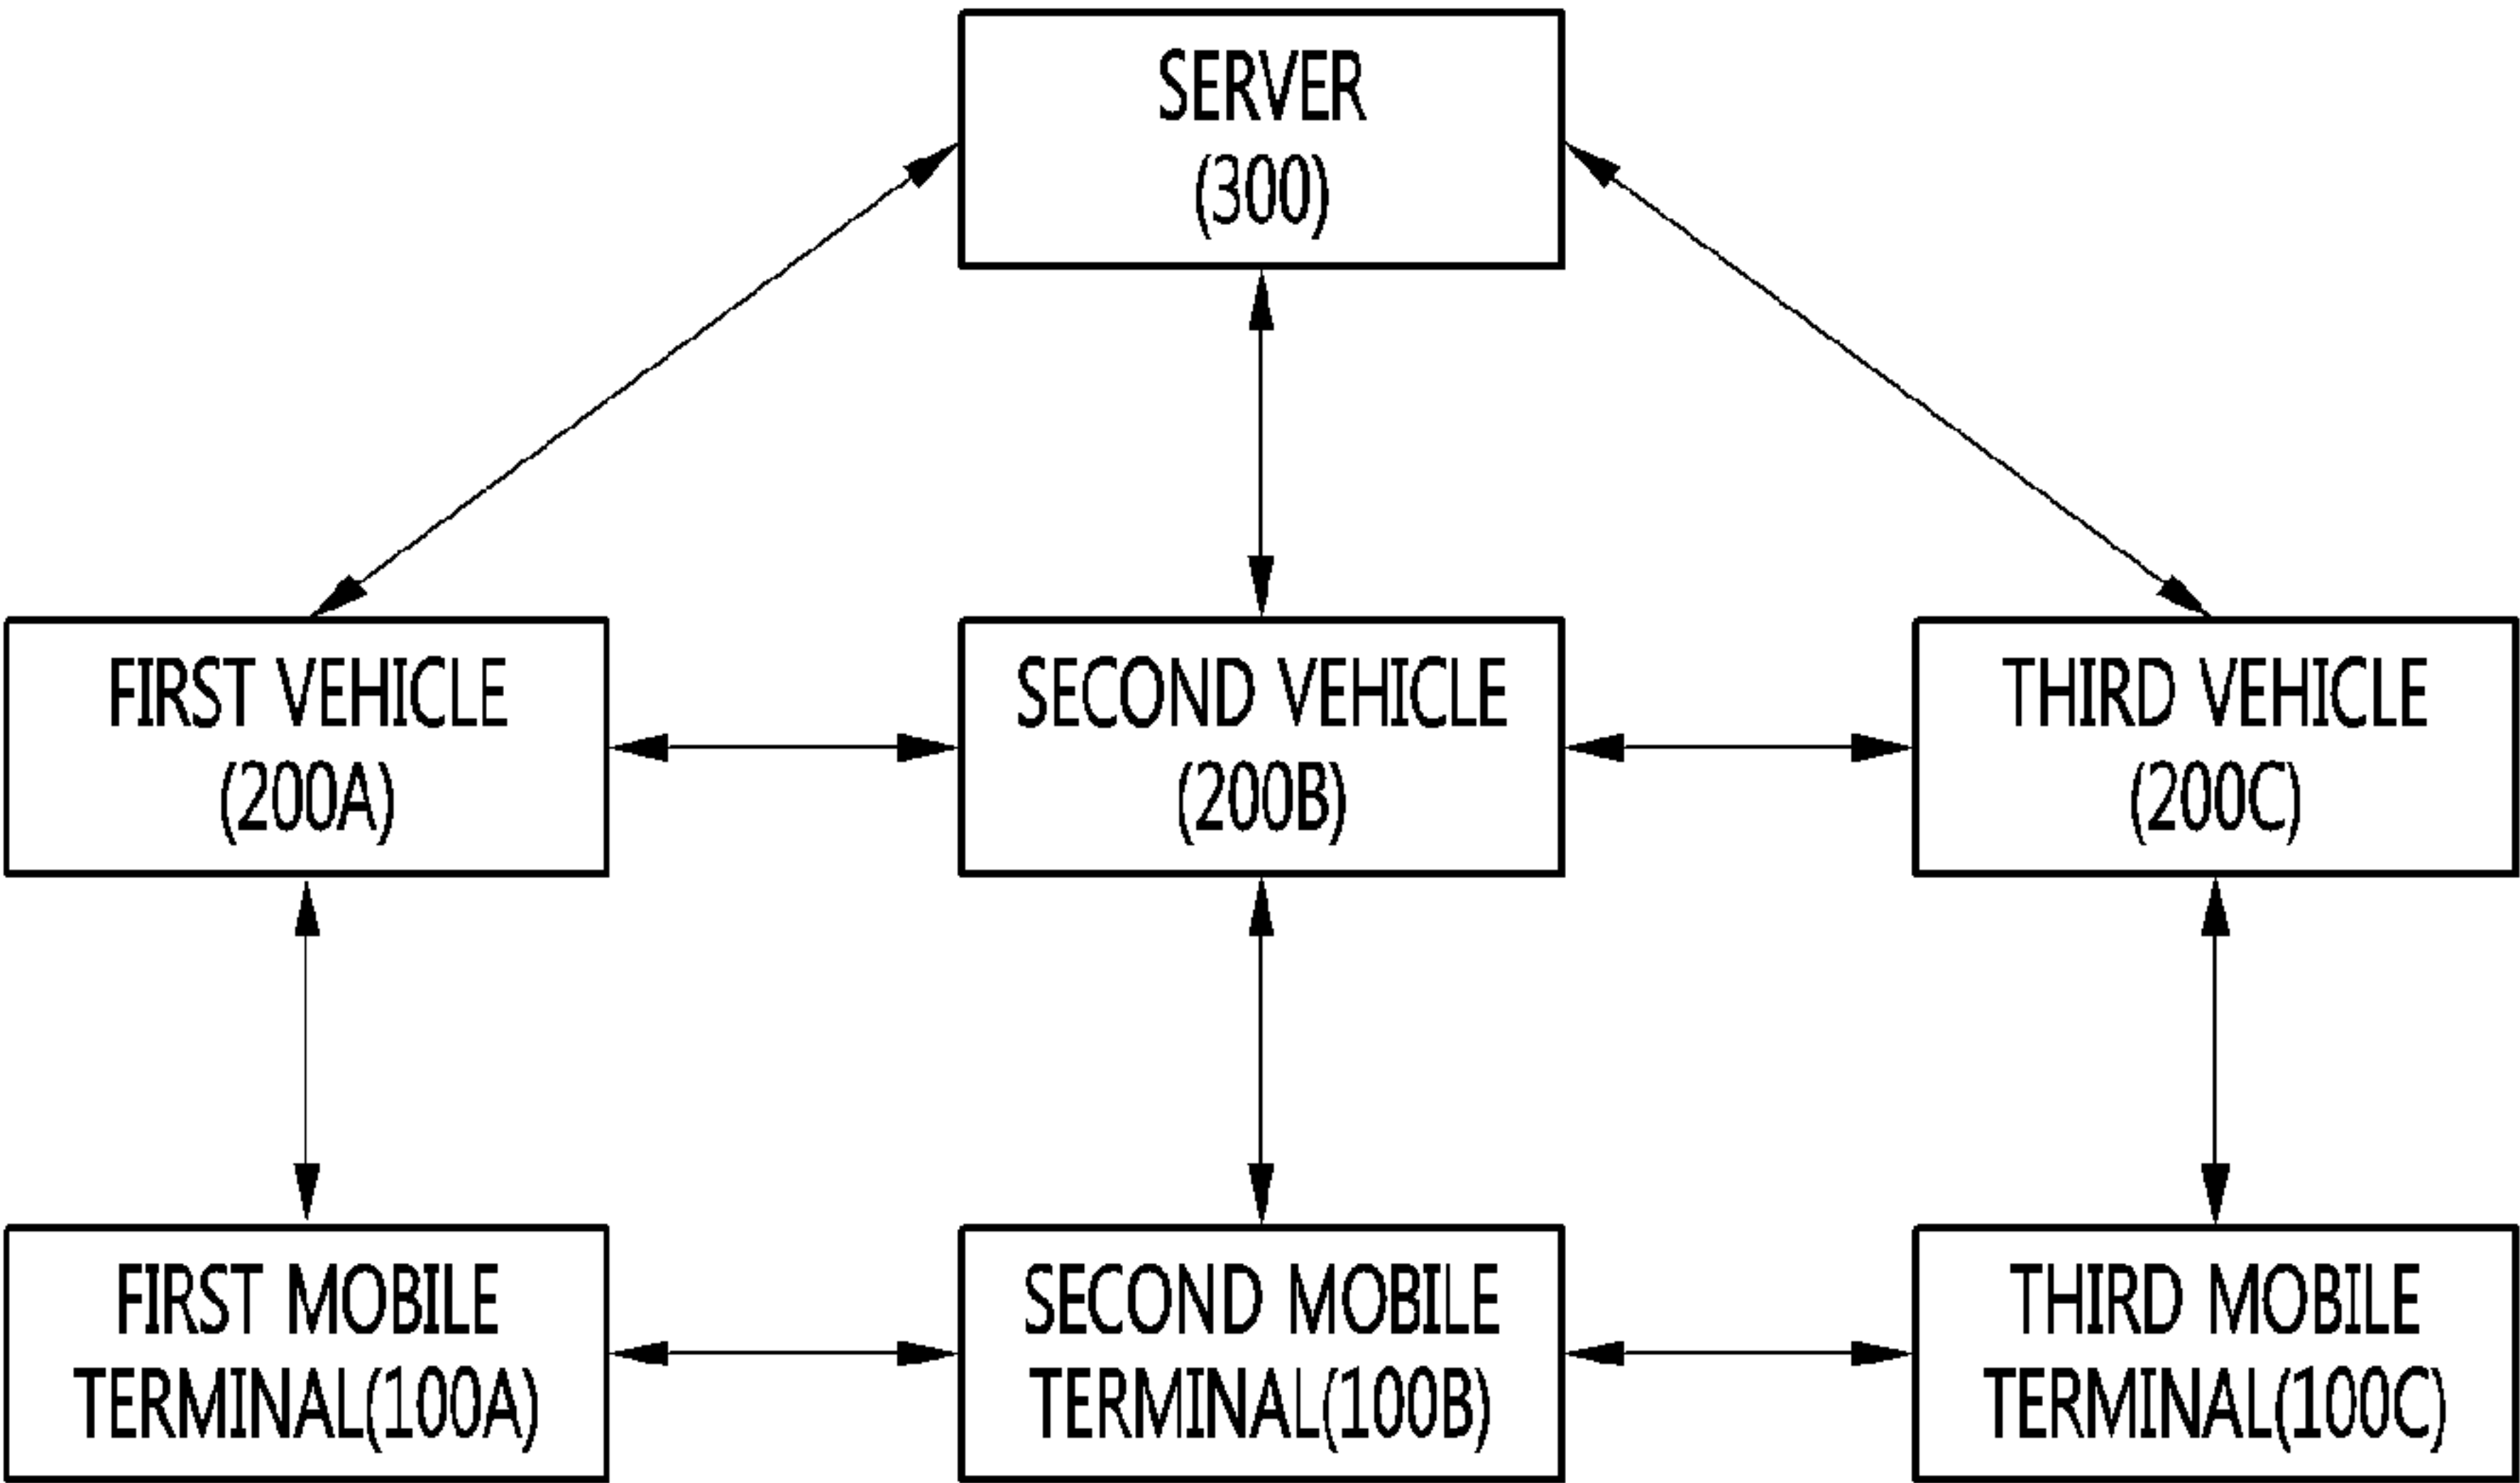 SERVER
(300)
FIRST VEHICLE
(200A)
SECOND VEHICLE
(200B)
THIRD VEHICLE
(200C)
FIRST MOBILE
TERMINAL(100A)
SECOND MOBILE
TERMINAL(100B)
THIRD MOBILE
TERMINAL(100C)